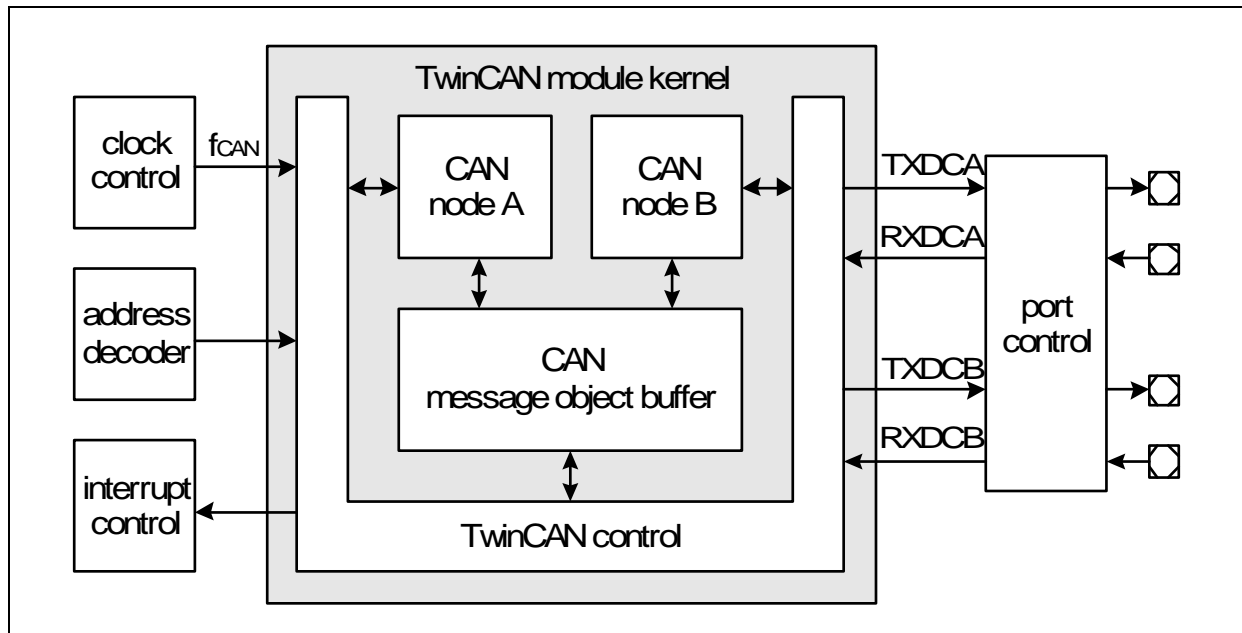 TwinCAN module kernel
clock
control
fCAN
address
decoder
interrupt
control
CAN
node A
CAN
node B
CAN
message object buffer
TwinCAN control
TXDCA
RXDCA
TXDCB
RXDCB
port
control